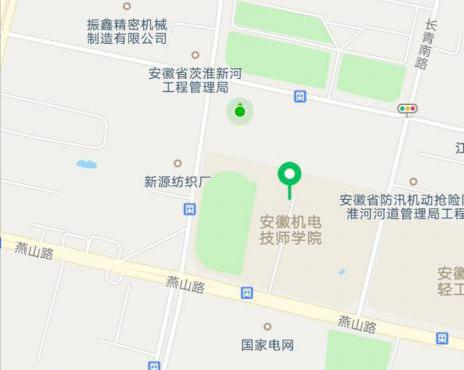 振鑫精密机械
制造有限公司
长青南路
安徽省茨淮新河
工程管理局
江
新源纺织厂
安徽省防汛机动抢险
淮河河道管理局工程
安徽机电
技师学院
燕山路
燕山路
安徽
轻工
燕山路
国家电网